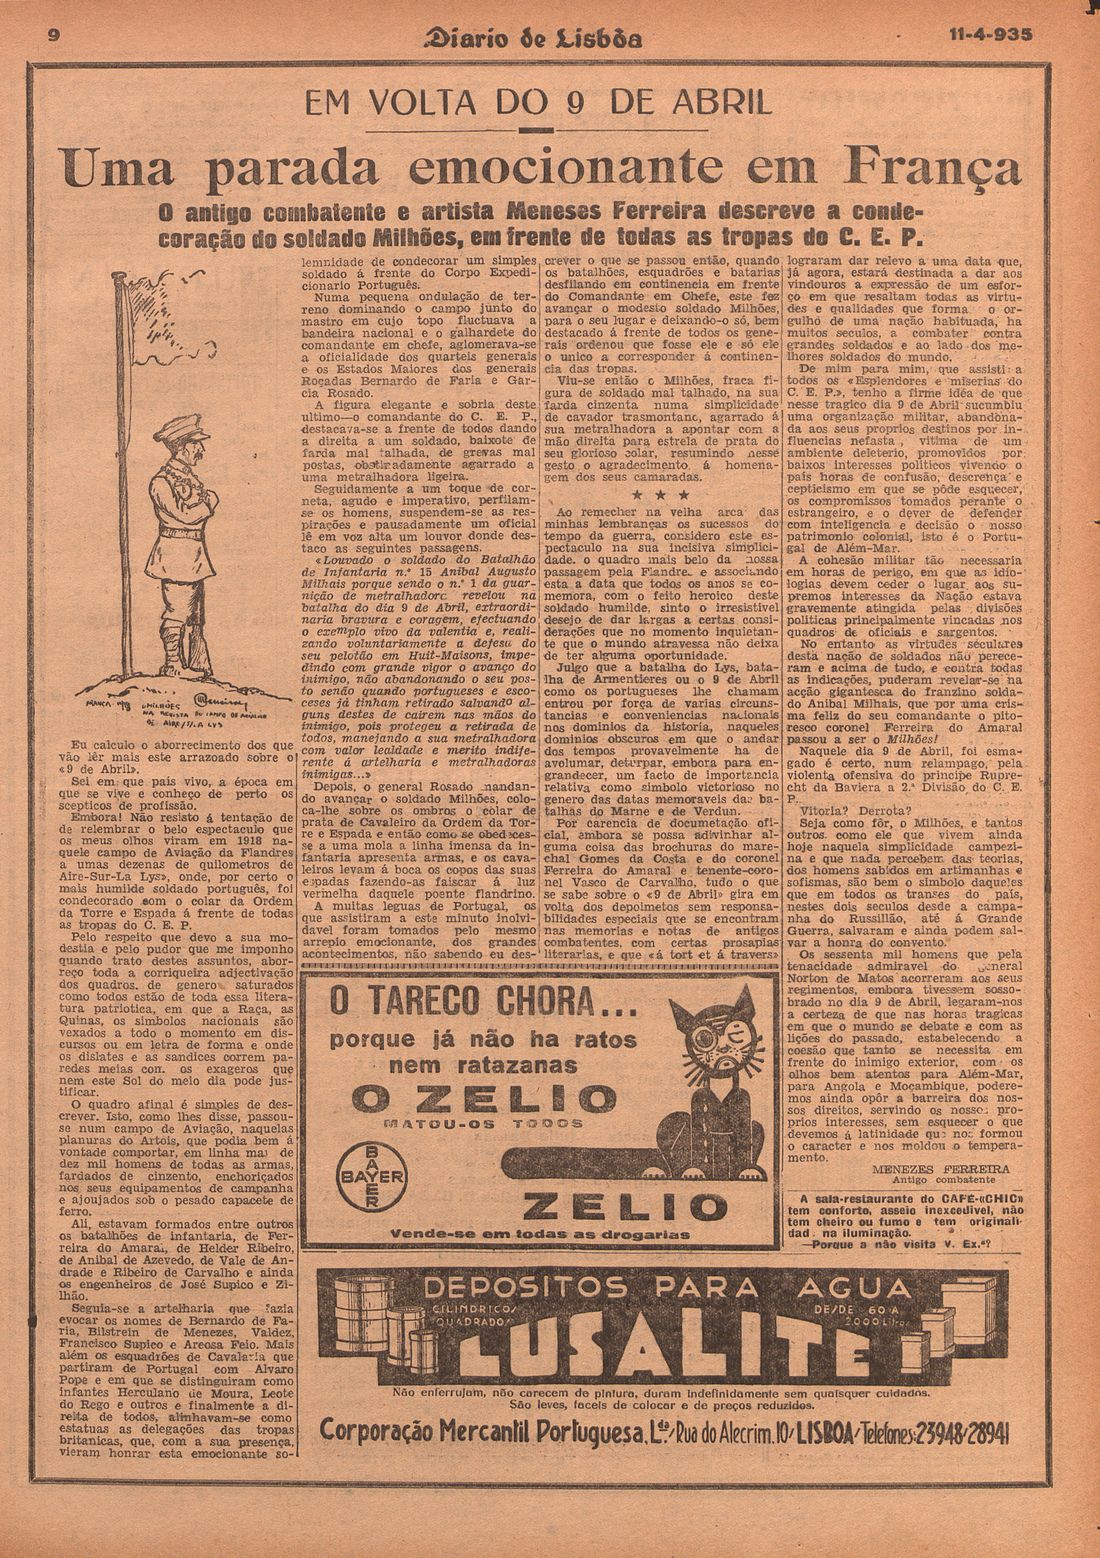 9
Diario de Lisbôa
11-4-935
EM VOLTA DO 9 DE ABRIL
Uma parada emocionante em França
O antigo combatente e artista Meneses Ferreira descreve a conde-
coração do soldado Milhões, em frente de todas as tropas do C. E. P.
FRANÇA 1918
O MILHÕES
NA REVISTA DO CAMPO DE AVIAÇÃO
DE AIRE/S. LA LYS
Eu calculo o aborrecimento dos que
vão lêr mais este arrazoado sobre o
«9 de Abril».
Sei em que pais vivo, a época em
que se vive e conheço de perto os
scepticos de profissão.
Embora! Não resisto á tentação de
de relembrar o belo espectaculo que
os meus olhos viram em 1918 na-
quele campo de Aviação da Flandres
a umas dezenas de quilometros de
Aire-Sur-La Lys», onde, por certo o
mais humilde soldado português, foi
condecorado com o colar da Ordem
da Torre e Espada á frente de todas
as tropas do C. E. P.
Pelo respeito que devo a sua mo-
destia e pelo pudor que me imponho
quando trato destes assuntos, abor-
reço toda a corriqueira adjectivação
dos quadros de genero saturados
como todos estão de toda essa litera-
tura patriotica, em que a Raça, as
Quinas, os simbolos nacionais são
vexados a todo o momento em dis-
cursos ou em letra de forma e onde
os dislates e as sandices correm pa-
redes meias con. os exageros que
nem este Sol do meio dia pode jus-
tificar.
O quadro afinal é simples de des-
crever. Isto, como lhes disse, passou-
se num campo de Aviação, naquelas
planuras do Artois, que podia bem á
vontade comportar, em linha mai de
dez mil homens de todas as armas,
fardados de cinzento, enchoriçados
nos seus equipamentos de campanha
e ajoujados sob o pesado capacete de
ferro.
Ali, estavam formados entre outros
os batalhões de infantaria, de Fer-
reira do Amaral, de Helder Ribeiro,
de Anibal de Azevedo, de Vale de An-
drade e Ribeiro de Carvalho e ainda
os engenheiros de José Supico e Zi-
lhão.
Seguia-se a artelharia que fazia
evocar os nomes de Bernardo de Fa-
ria, Bilstrein de Menezes, Valdez,
Francisco Supico e Areosa Feio. Mais
além os esquadrões de Cavalaria que
partiram de Portugal com Alvaro
Pope e em que se distinguiram como
infantes Herculano de Moura, Leote
do Rego e outros e finalmente a di-
reita de todos, alinhavam-se como
estatuas as delegações das tropas
britanicas, que, com a sua presença,
vieram honrar esta emocionante so-
lemnidade de condecorar um simples
soldado á frente do Corpo Expedi-
cionario Português.
Numa pequena ondulação de ter-
reno dominando o campo junto do
mastro em cujo topo fluctuava a
bandeira nacional e o galhardete do
comandante em chefe, aglomerava-se
a oficialidade dos quarteis generais
e os Estados Maiores dos generais
Roçadas Bernardo de Faria e Gar-
cia Rosado.
A figura elegante e sobria deste
ultimo—o comandante do C. E. P.,
destacava-se a frente de todos dando
a direita a um soldado, baixote de
farda mal talhada, de grevas mal
postas, obstiradamente agarrado a
uma metralhadora ligeira.
Seguidamente a um toque de cor-
neta, agudo e imperativo, perfilam-
se os homens, suspendem-se as res-
pirações e pausadamente um oficial
lê em voz alta um louvor donde des-
taco as seguintes passagens.
«Louvado o soldado do Batalhão
de Infantaria n.º 15 Anibal Augusto
Milhais porque sendo o n.º 1 da guar-
nição de metralhadora revelou na
batalha do dia 9 de Abril, extraordi-
naria bravura e coragem, efectuando
o exemplo vivo da valentia e, reali-
zando voluntariamente a defesa do
seu pelotão em Huit-Maisons, impe-
dindo com grande vigor o avanço do
inimigo, não abandonando o seu pos-
to senão quando portugueses e esco-
ceses já tinham retirado salvando al-
guns destes de cairem nas mãos do
inimigo, pois protegeu a retirada de
todos, manejando a sua metralhadora
com valor lealdade e merito indife-
rente á artelharia e metralhadoras
inimigas...»
Depois, o general Rosado mandan-
do avançar o soldado Milhões, colo-
ca-lhe sobre os ombros o colar de
prata de Cavaleiro da Ordem da Tor-
re e Espada e então como se obedeces-
se a uma mola a linha imensa da in-
fantaria apresenta armas, e os cava-
leiros levam á boca os copos das suas
espadas fazendo-as faiscar á luz
vermelha daquele poente flandrino.
A muitas leguas de Portugal, os
que assistiram a este minuto inolvi-
davel foram tomados pelo mesmo
arrepio emocionante, dos grandes
acontecimentos, não sabendo eu des-
crever o que se passou então, quando
os batalhões, esquadrões e batarias
desfilando em continencia em frente
do Comandante em Chefe, este fez
avançar o modesto soldado Milhões,
para o seu lugar e deixando-o só, bem
destacado á frente de todos os gene-
rais ordenou que fosse ele e só ele
o unico a corresponder á continen-
cia das tropas.
Viu-se então o Milhões, fraca fi-
gura de soldado mal talhado, na sua
farda cinzenta numa simplicidade
de cavador trasmontano, agarrado á
sua metralhadora a apontar com a
mão direita para estrela de prata do
seu glorioso colar, resumindo nesse
gesto o agradecimento á homena-
gem dos seus camaradas.
★ ★ ★
Ao remecher na velha arca das
minhas lembranças os sucessos do
tempo da guerra, considero este es-
pectaculo na sua incisiva simplici-
dade, o quadro mais belo da nossa
passagem pela Flandre e associando
esta a data que todos os anos se co-
memora, com o feito heroico deste
soldado humilde, sinto o irresistivel
desejo de dar largas a certas consi-
derações que no momento inquietan-
te que o mundo atravessa não deixa
de ter alguma oportunidade.
Julgo que a batalha do Lys, bata-
lha de Armentieres ou o 9 de Abril
como os portugueses lhe chamam
entrou por força de varias circuns-
tancias e conveniencias nacionais
nos dominios da historia, naqueles
dominios obscuros em que o andar
dos tempos provavelmente ha de
avolumar, deturpar, embora para en-
grandecer, um facto de importancia
relativa como simbolo victorioso no
genero das datas memoraveis das ba-
talhas do Marne e de Verdun.
Por carencia de documetação ofi-
cial, embora se possa adivinhar al-
guma coisa das brochuras do mare-
chal Gomes da Costa e do coronel
Ferreira do Amaral e tenente-coro-
nel Vasco de Carvalho, tudo o que
se sabe sobre o «9 de Abril» gira em
volta dos depoimetos sem responsa-
bilidades especiais que se encontram
nas memorias e notas de antigos
combatentes, com certas prosapias
literarias, e que «á tort et á travers»
lograram dar relevo a uma data que,
já agora, estará destinada a dar aos
vindouros a expressão de um esfor-
ço em que resaltam todas as virtu-
des e qualidades que forma o or-
gulho de uma nação habituada, ha
muitos seculos, a combater contra
grandes soldados e ao lado dos me-
lhores soldados do mundo.
De mim para mim, que assisti a
todos os «Esplendores e miserias do
C. E. P.», tenho a firme idéa de que
nesse tragico dia 9 de Abril sucumbiu
uma organização militar, abandona-
da aos seus proprios destinos por in-
fluencias nefasta, vitima de um
ambiente deleterio, promovidos por
baixos interesses politicos vivendo o
país horas de confusão, descrença e
cepticismo em que se pôde esquecer,
os compromissos tomados perante o
estrangeiro, e o dever de defender
com inteligencia e decisão o nosso
patrimonio colonial, isto é o Portu-
gal de Além-Mar.
A cohesão militar tão necessaria
em horas de perigo, em que as idio-
logias devem ceder o lugar aos su-
premos interesses da Nação estava
gravemente atingida pelas divisões
politicas principalmente vincadas nos
quadros de oficiais e sargentos.
No entanto as virtudes séculares
desta nação de soldados não perece-
ram e acima de tudo, e contra todas
as indicações, puderam revelar-se na
acção gigantesca do franzino solda-
do Anibal Milhais, que por uma cris-
ma feliz do seu comandante o pito-
resco coronel Ferreira do Amaral
passou a ser o Milhões!
Naquele dia 9 de Abril, foi esma-
gado é certo, num relampago, pela
violenta ofensiva do principe Rupre-
cht da Baviera a 2.ª Divisão do C. E.
P..
Vitoria? Derrota?
Seja como fôr, o Milhões, e tantos
outros como ele que vivem ainda
hoje naquela simplicidade campezi-
na e que nada percebem das teorias,
dos homens sabidos em artimanhas e
sofismas, são bem o simbolo daqueles
que em todos os transes do pais,
nestes dois seculos desde a campa-
nha do Russillão, até á Grande
Guerra, salvaram e ainda podem sal-
var a honra do convento.
Os sessenta mil homens que pela
tenacidade admiravel do general
Norton de Matos acorreram aos seus
regimentos, embora tivessem sosso-
brado no dia 9 de Abril, legaram-nos
a certeza de que nas horas tragicas
em que o mundo se debate e com as
lições do passado, estabelecendo a
coesão que tanto se necessita em
frente do inimigo exterior, com os
olhos bem atentos para Além-Mar,
para Angola e Moçambique, podere-
mos ainda opôr a barreira dos nos-
sos direitos, servindo os nossos pro-
prios interesses, sem esquecer o que
devemos á latinidade que nos formou
o caracter e nos moldou o tempera-
mento.
MENEZES FERREIRA
Antigo combatente
O TARECO CHORA...
porque já não ha ratos
nem ratazanas
O ZELIO
MATOU-OS TODOS
BAYER
BAYER
ZELIO
Vende-se em todas as drogarias
A sala-restaurante do CAFÉ-«CHIC»
tem conforto, asseio inexcedivel, não
tem cheiro ou fumo e tem originali-
dad na iluminação.
—Porque a não visita V. Ex.ª?
DEPOSITOS PARA AGUA
CILINDRICOS
QUADRADOS
DESDE 60 A
2.000 Litros
LUSALITE
Não enferrujam, não carecem de pintura, duram indefinidamente sem quaisquer cuidados.
São leves, faceis de colocar e de preços reduzidos.
Corporação Mercantil Portuguesa, L.da / Rua do Alecrim, 10 / LISBOA / Telefones: 23948/28941